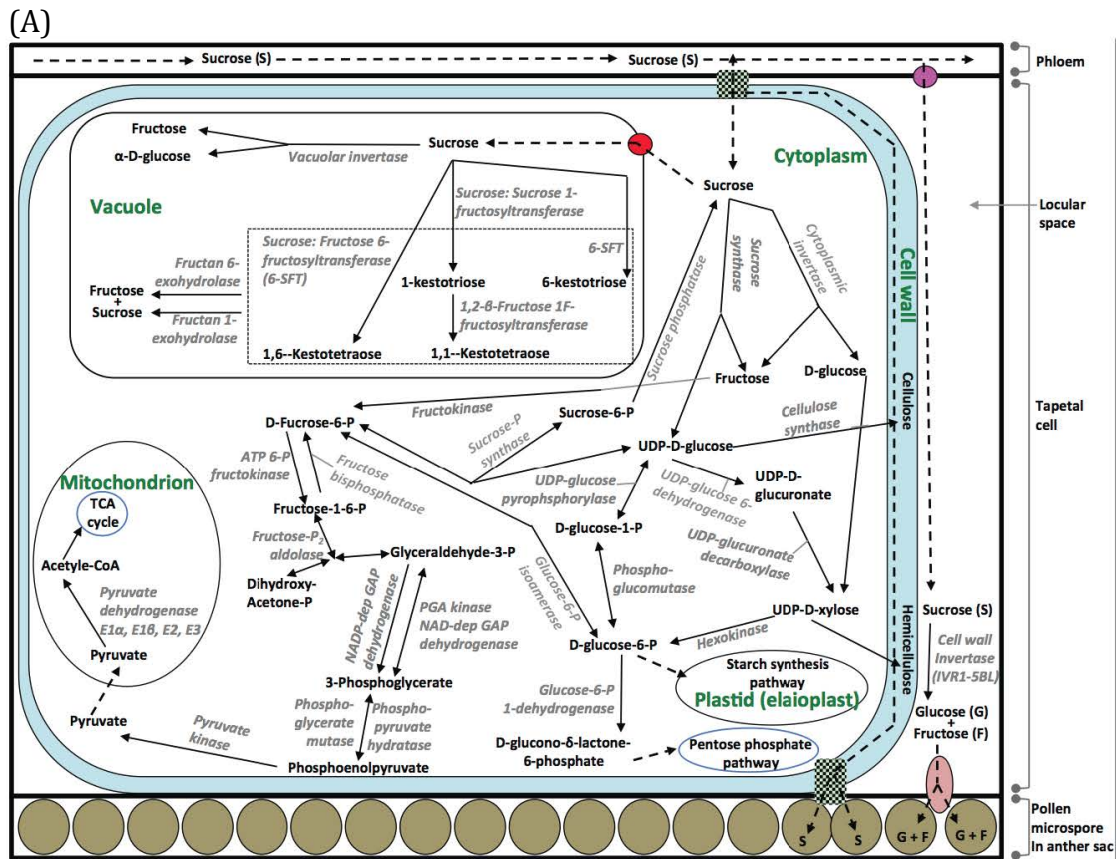 (A)
Sucrose (S)
Sucrose (S)
Phloem
Fructose
α-D-glucose
Vacuolar invertase
Sucrose
Cytoplasm
Sucrose
Vacuole
Sucrose: Sucrose 1-
fructosyltransferase
Locular
space
Sucrose: Fructose 6-
fructosyltransferase
(6-SFT)
6-SFT
Sucrose
synthase
Cytoplasmic
invertase
Cell wall
Fructan 6-
exohydrolase
1-kestotriose
6-kestotriose
Sucrose phosphatase
Fructose
+
Sucrose
Fructan 1-
exohydrolase
1,2-ß-Fructose 1F-
fructosyltransferase
1,6--Kestotetraose
1,1--Kestotetraose
Fructose
D-glucose
Cellulose
Fructokinase
Sucrose-6-P
Cellulose
synthase
Tapetal
cell
D-Fucrose-6-P
Sucrose-P
synthase
UDP-D-glucose
ATP 6-P
fructokinase
Fructose
bisphosphatase
Mitochondrion
UDP-glucose
pyrophosphorylase
UDP-glucose 6-
dehydrogenase
UDP-D-
glucuronate
TCA
cycle
Fructose-1-6-P
D-glucose-1-P
Fructose-P2
aldolase
Glyceraldehyde-3-P
UDP-glucuronate
decarboxylase
Acetyle-CoA
Dihydroxy-
Acetone-P
Glucose-6-P
isoamerase
Phospho-
glucomutase
Pyruvate
dehydrogenase
E1α, E1ß, E2, E3
NADP-dep GAP
dehydrogenase
PGA kinase
NAD-dep GAP
dehydrogenase
UDP-D-xylose
Hemicellulose
Sucrose (S)
Hexokinase
Pyruvate
D-glucose-6-P
Cell wall
Invertase
(IVR1-5BL)
Starch synthesis
pathway
3-Phosphoglycerate
Plastid (elaioplast)
Glucose-6-P
1-dehydrogenase
Phospho-
glycerate
mutase
Phospho-
pyruvate
hydratase
Glucose (G)
+
Fructose (F)
Pyruvate
Pyruvate
kinase
D-glucono-δ-lactone-
6-phosphate
Pentose phosphate
pathway
Phosphoenolpyruvate
Pollen
microspore
In anther sac
S
S
G + F
G + F